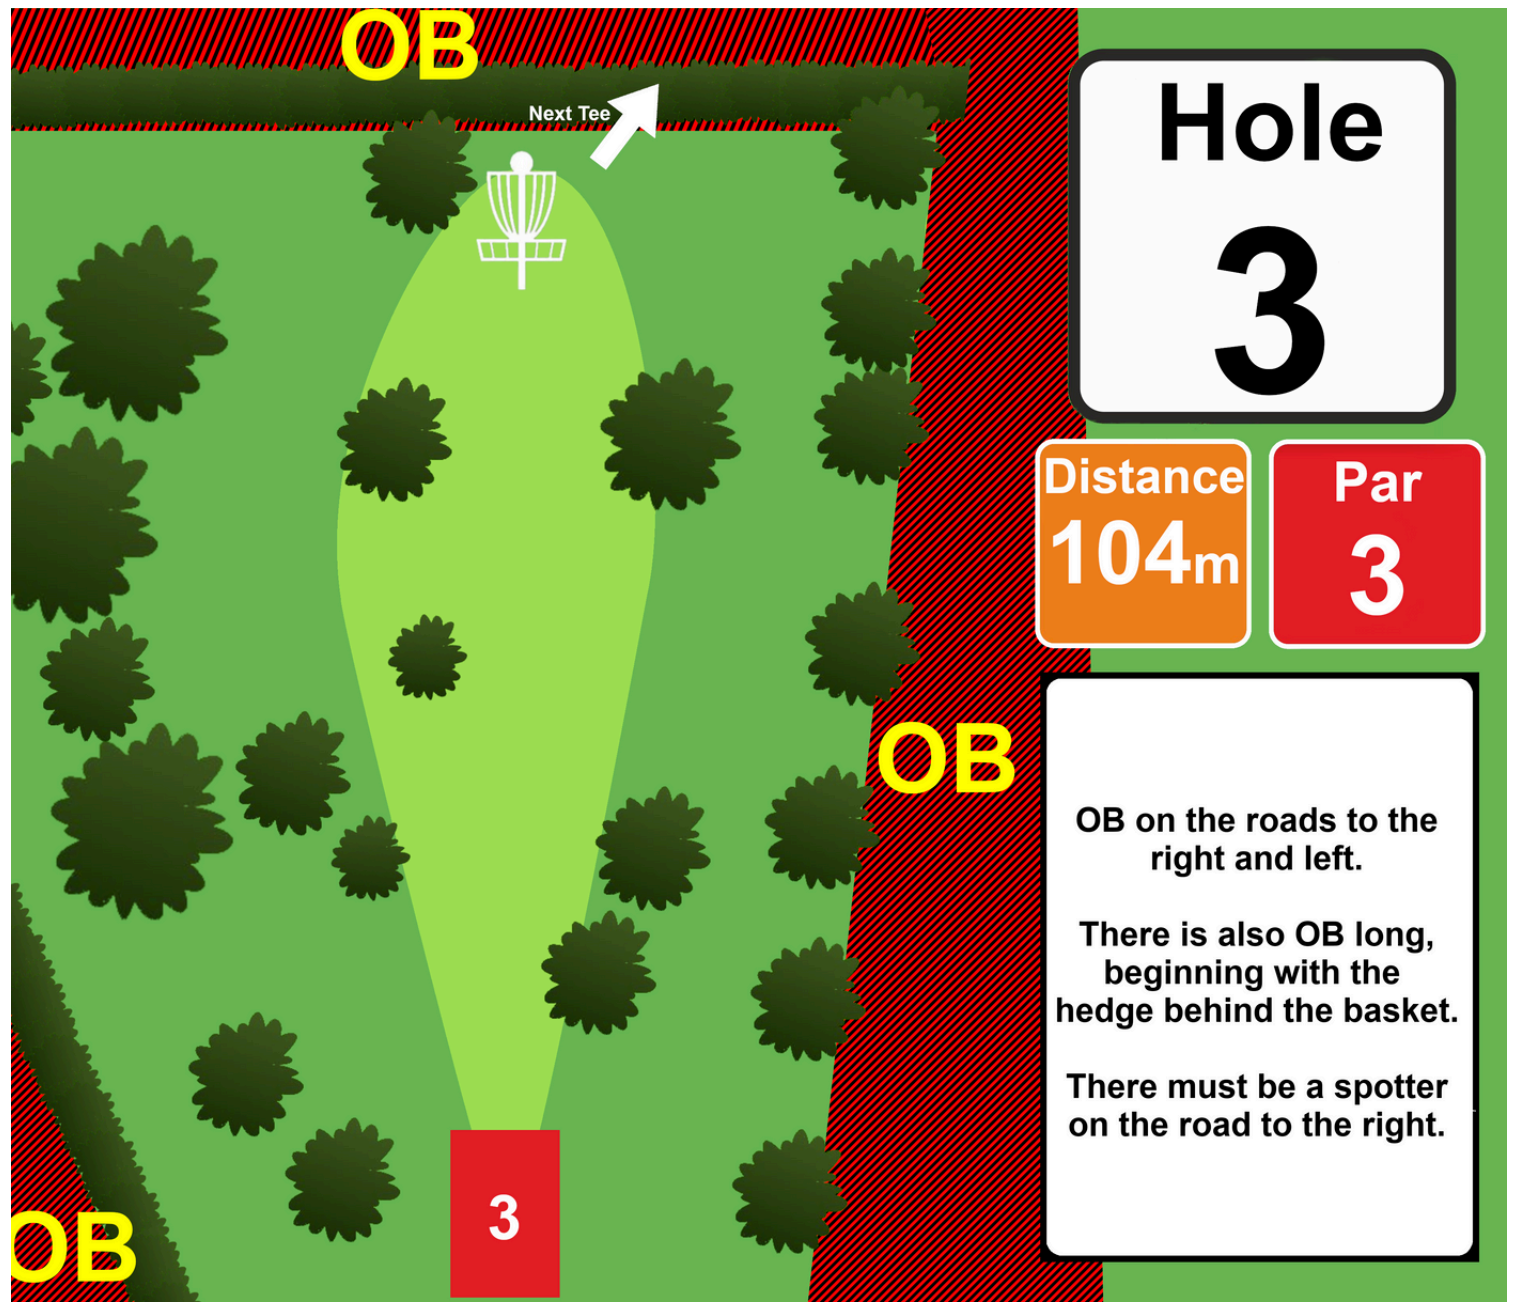 OB
Next Tee
Hole
3
Distance
104m
Par
3
OB
OB on the roads to the
right and left.
There is also OB long,
beginning with the
hedge behind the basket.
There must be a spotter
on the road to the right.
3
OB